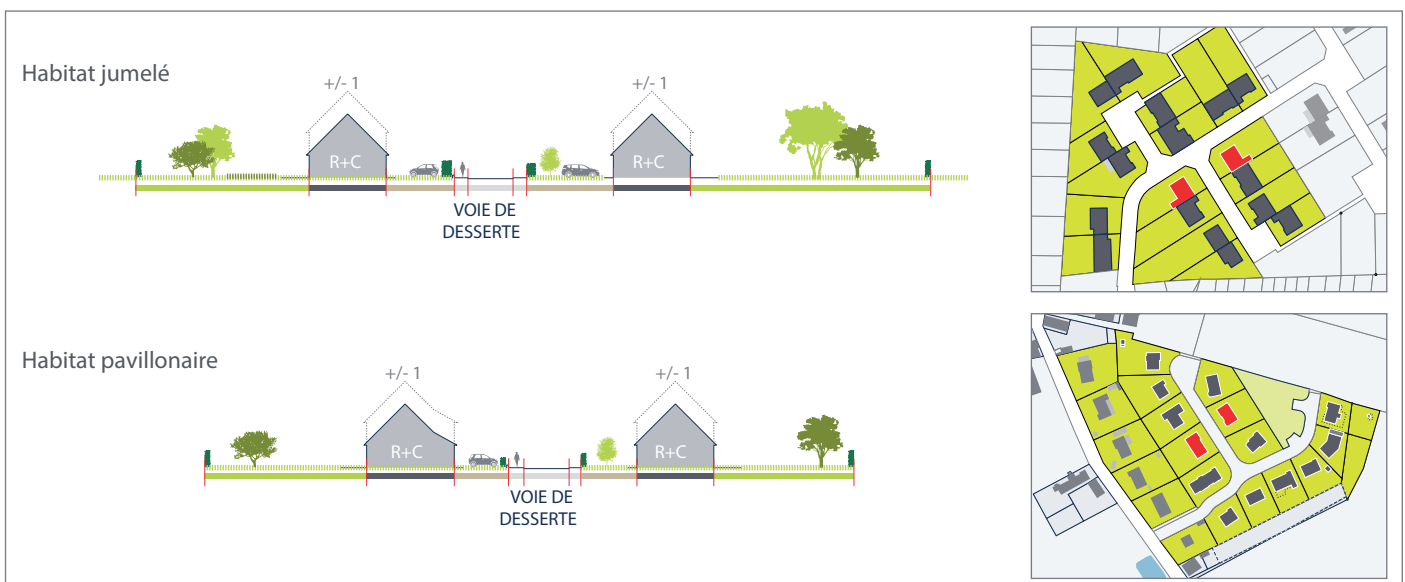 Habitat jumelé
+/- 1
+/- 1
R+C
R+C
VOIE DE
DESSERTE
Habitat pavillonaire
+/- 1
+/- 1
R+C
R+C
VOIE DE
DESSERTE